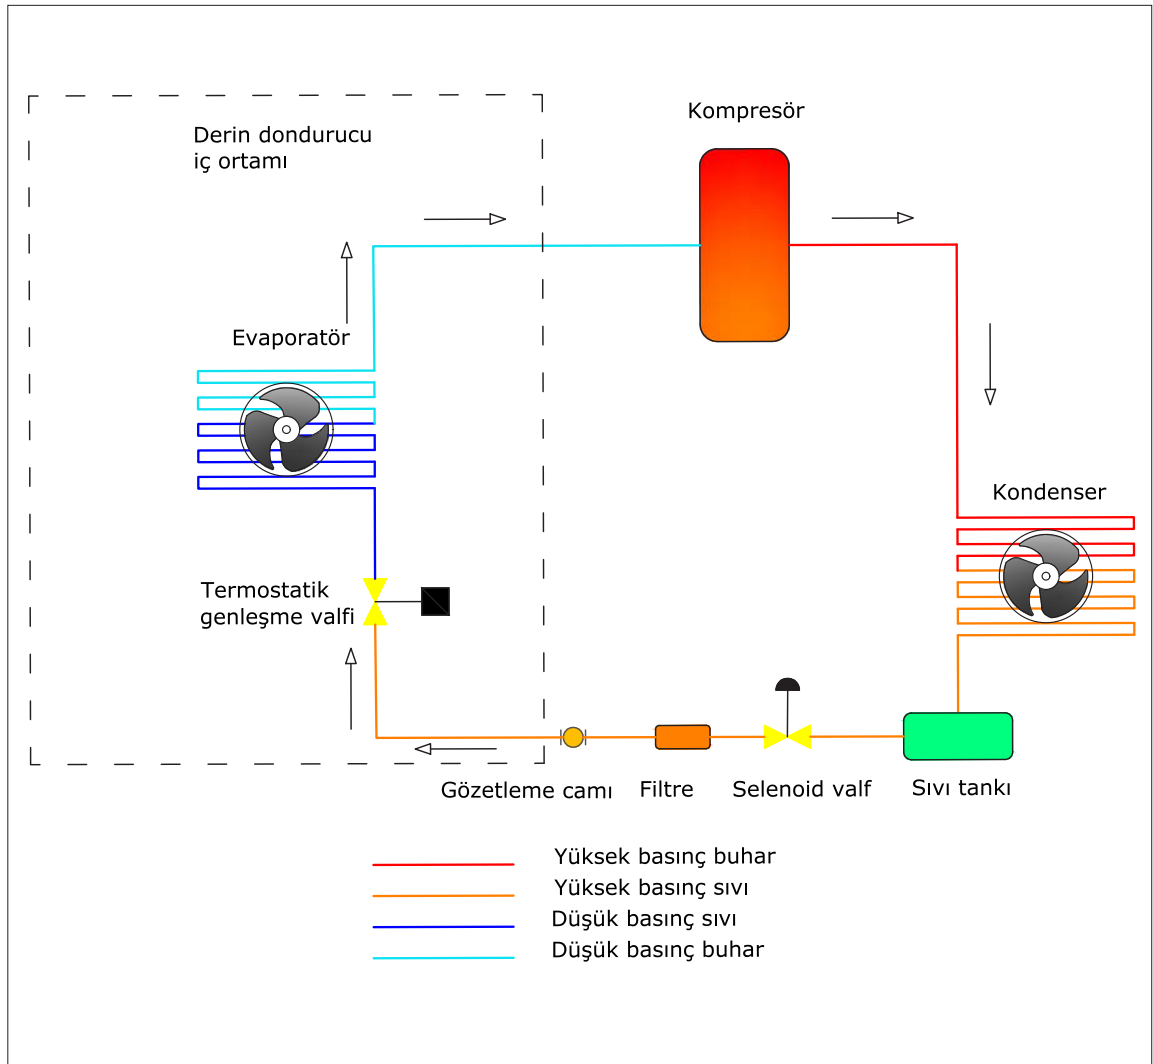 Kompresör
Derin dondurucu
iç ortamı
Evaporatör
Kondenser
Termostatik
genleşme valfi
Gözetleme camı
Filtre
Selenoid valf
Sıvı tankı
Yüksek basınç buhar
Yüksek basınç sıvı
Düşük basınç sıvı
Düşük basınç buhar